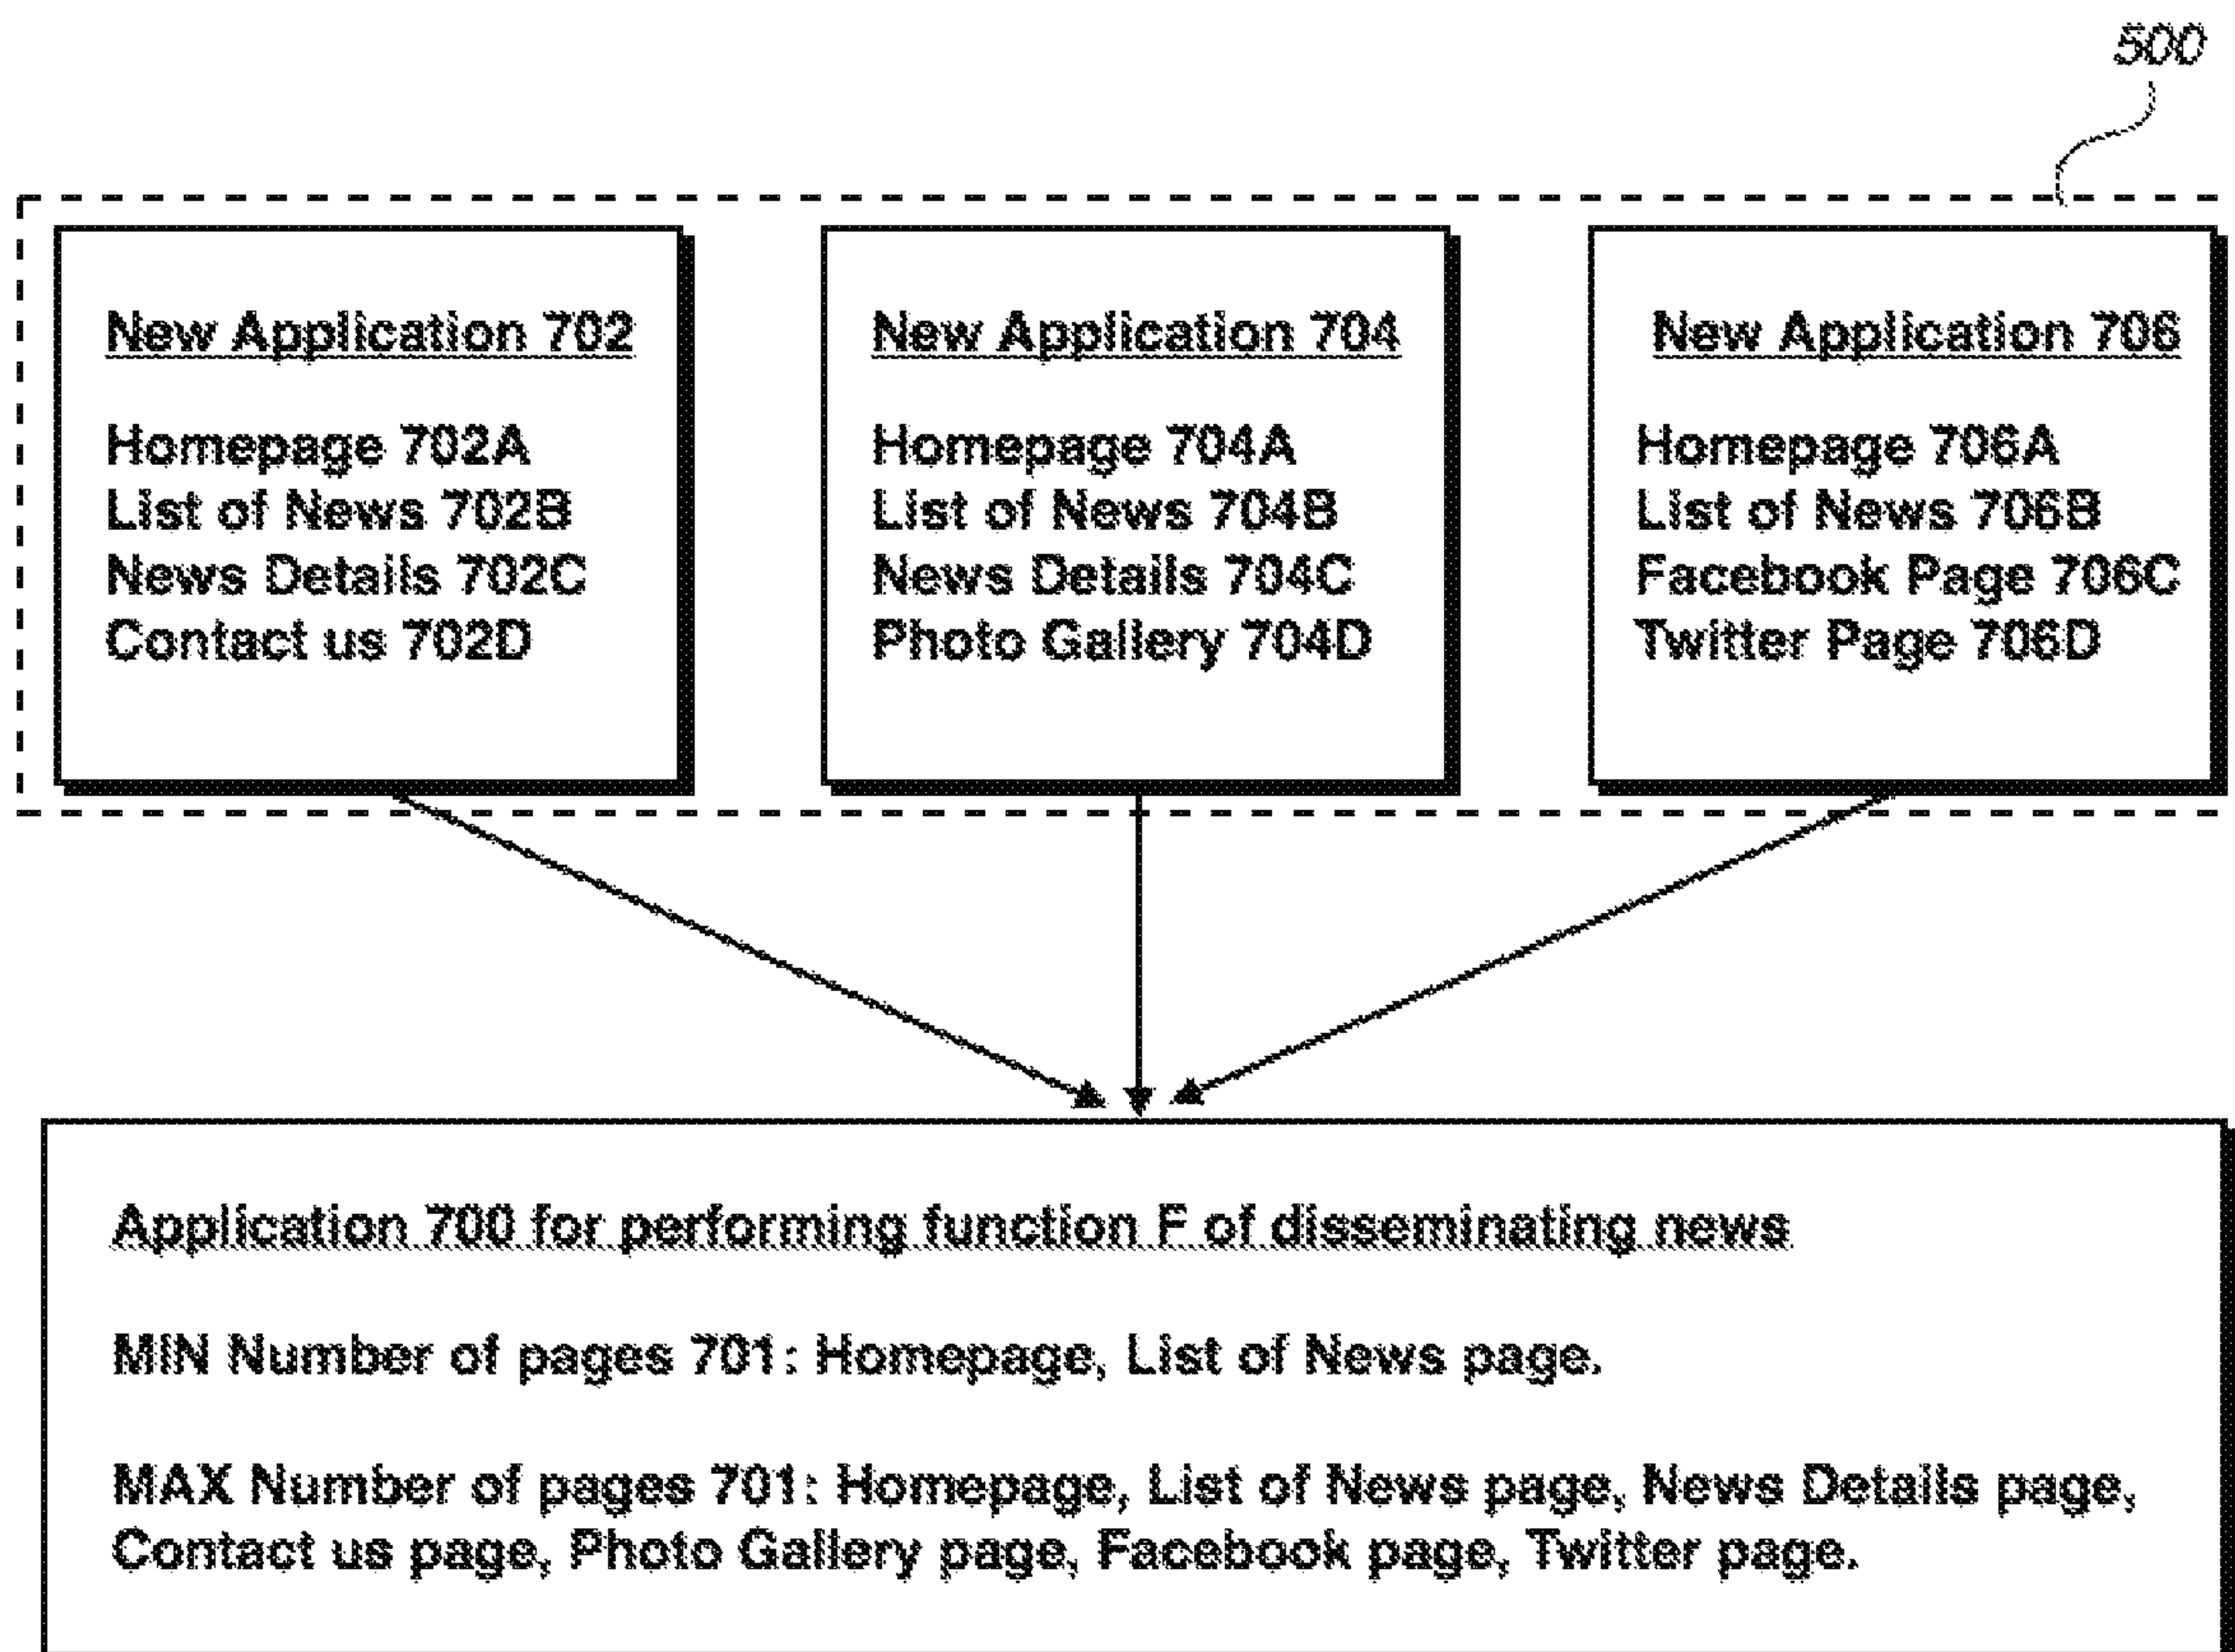 500
New Application 702
Homepage 702A
List of News 702B
News Details 702C
Contact us 702D
New Application 704
Homepage 704A
List of News 704B
News Details 704C
Photo Gallery 704D
New Application 706
Homepage 706A
List of News 706B
Facebook Page 706C
Twitter Page 706D
Application 700 for performing function F of disseminating news
MIN Number of pages 701: Homepage, List of News page.
MAX Number of pages 701: Homepage, List of News page, News Details page,
Contact us page, Photo Gallery page, Facebook page, Twitter page.